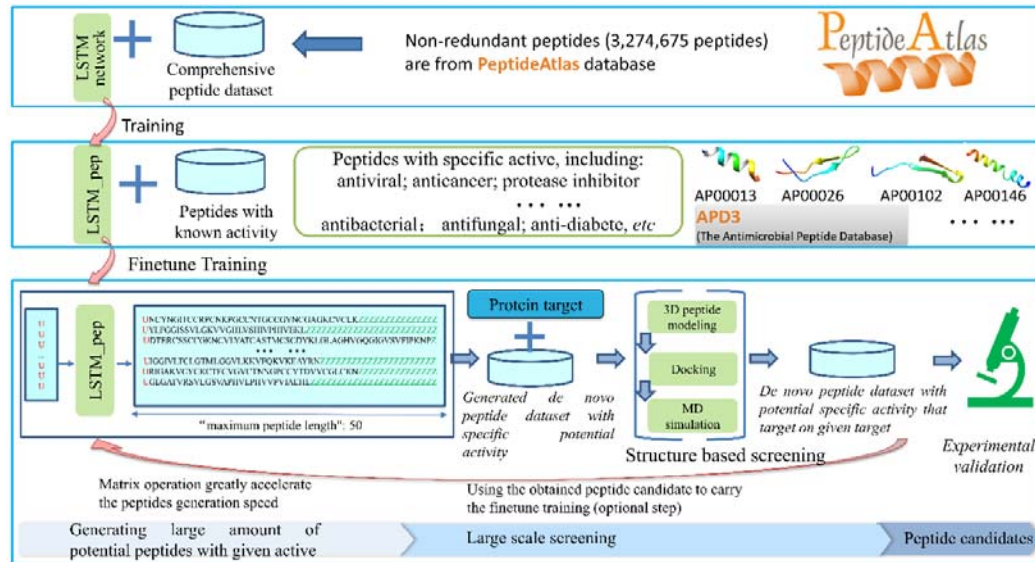 LSTM
network
Comprehensive
peptide dataset
Non-redundant peptides (3,274,675 peptides)
are from PeptideAtlas database
PeptideAtlas
Training
LSTM_pep
Peptides with
known activity
Peptides with specific active, including:
antiviral; anticancer; protease inhibitor
... ...
antibacterial; antifungal; anti-diabete, etc
AP00013 AP00026 AP00102 AP00146
APD3
(The Antimicrobial Peptide Database)
... ...
Finetune Training
U
U
U
U
U
LSTM_pep
... ...
"maximum peptide length": 50
Protein target
Generated de novo
peptide dataset with
specific potential
activity
3D peptide
modeling
Docking
MD
simulation
Structure based screening
De novo peptide dataset with
potential specific activity that
target on given target
Experimental
validation
Matrix operation greatly accelerate
the peptides generation speed
Using the obtained peptide candidate to carry
the finetune training (optional step)
Generating large amount of
potential peptides with given active
Large scale screening
Peptide candidates